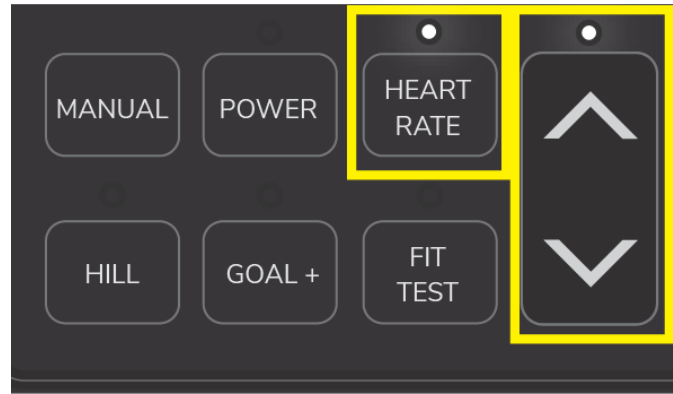 MANUAL
POWER
HEART
RATE
HILL
GOAL +
FIT
TEST